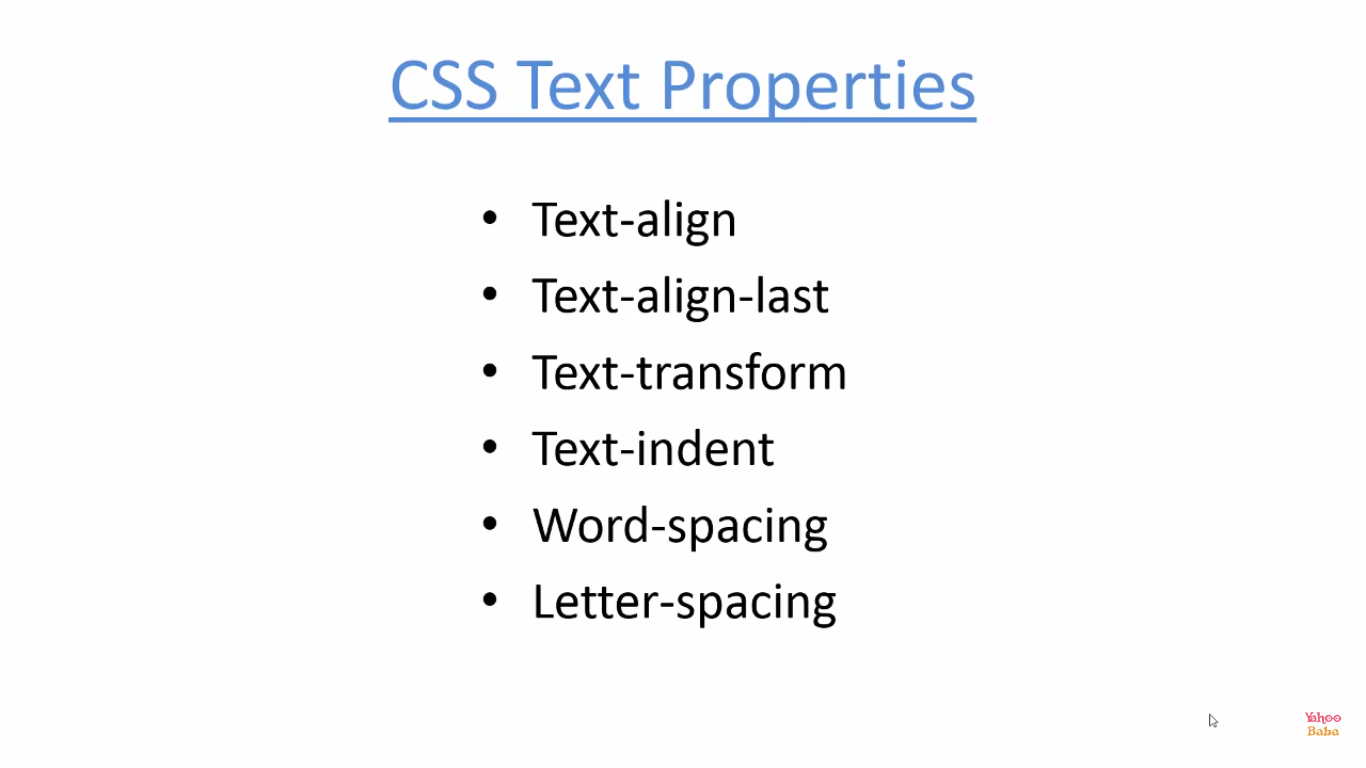 CSS Text Properties
• Text-align
• Text-align-last
• Text-transform
• Text-indent
• Word-spacing
• Letter-spacing
Yahoo
Baba